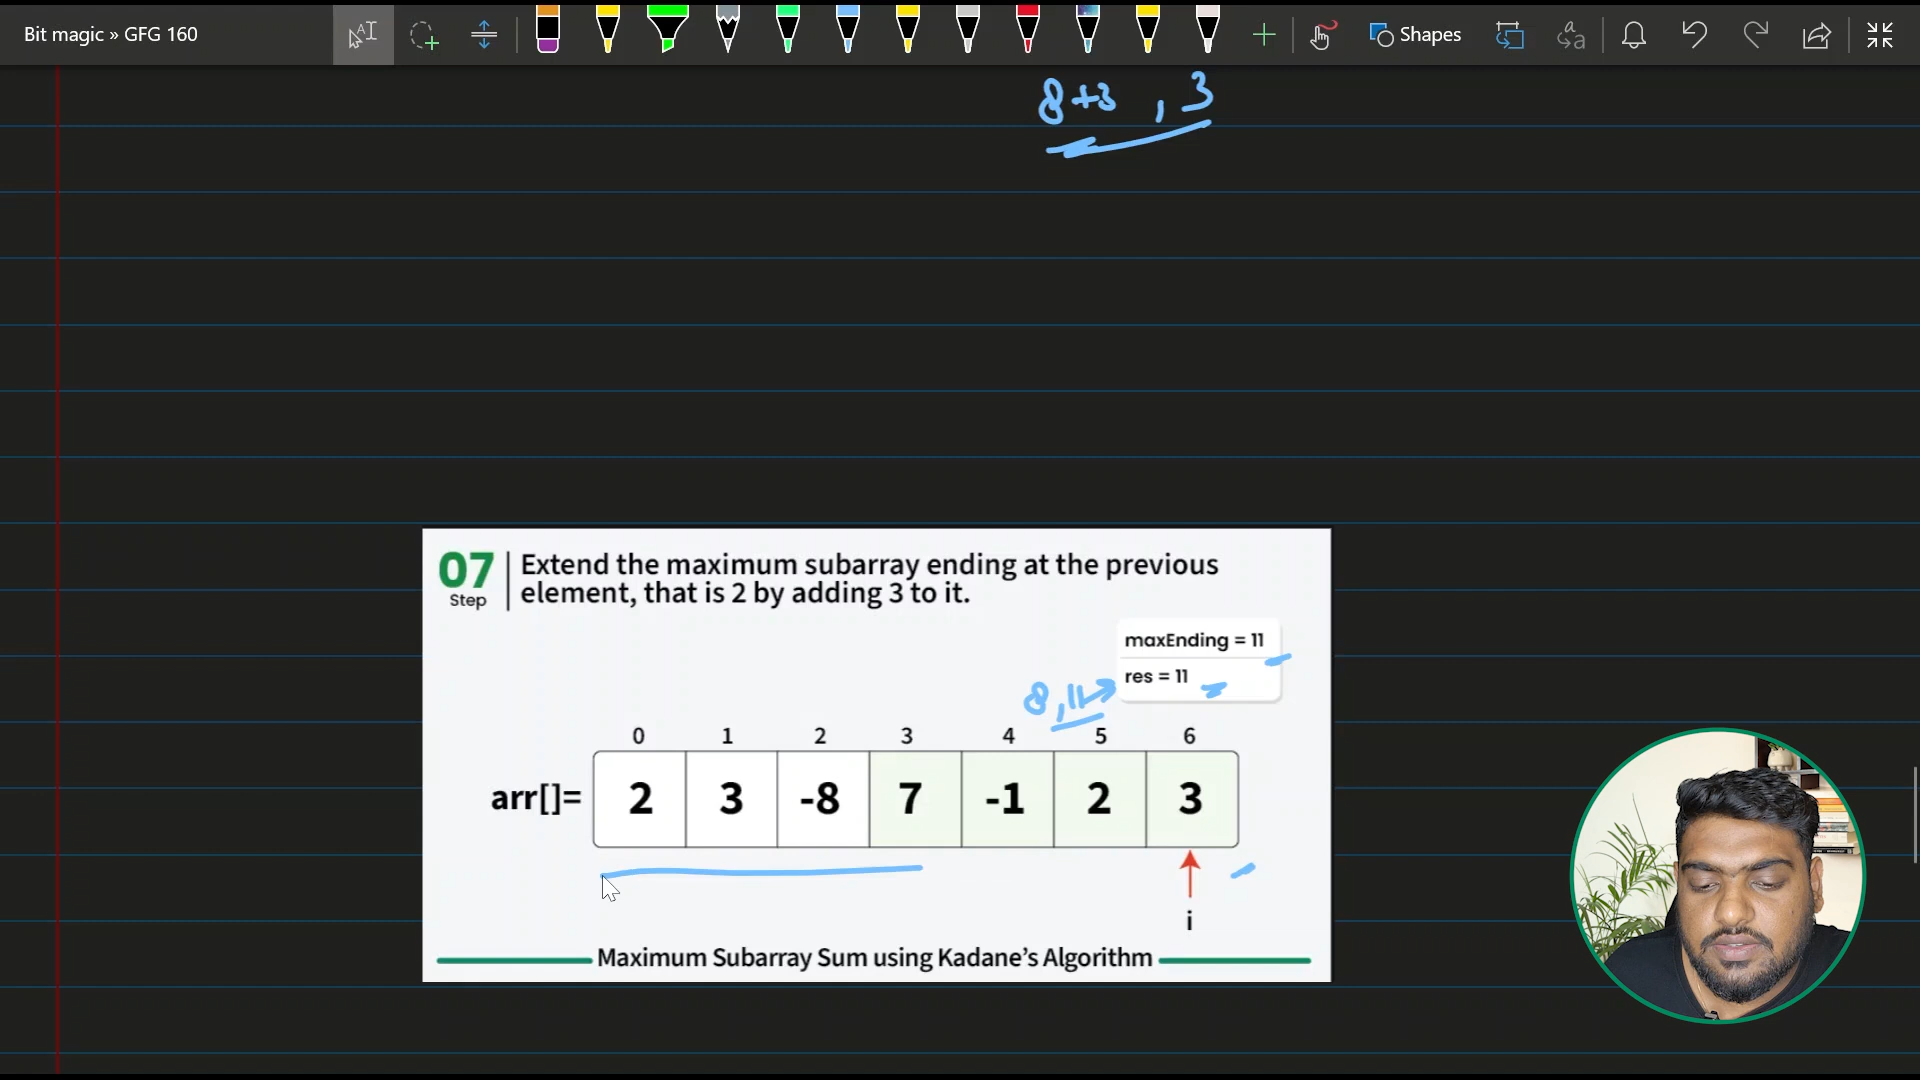 Bit magic » GFG 160
Shapes
8+3 , 3
07
Step
Extend the maximum subarray ending at the previous
element, that is 2 by adding 3 to it.
maxEnding = 11
res = 11
8, 11
0 1 2 3 4 5 6
arr[]= 2 3 -8 7 -1 2 3
i
Maximum Subarray Sum using Kadane's Algorithm